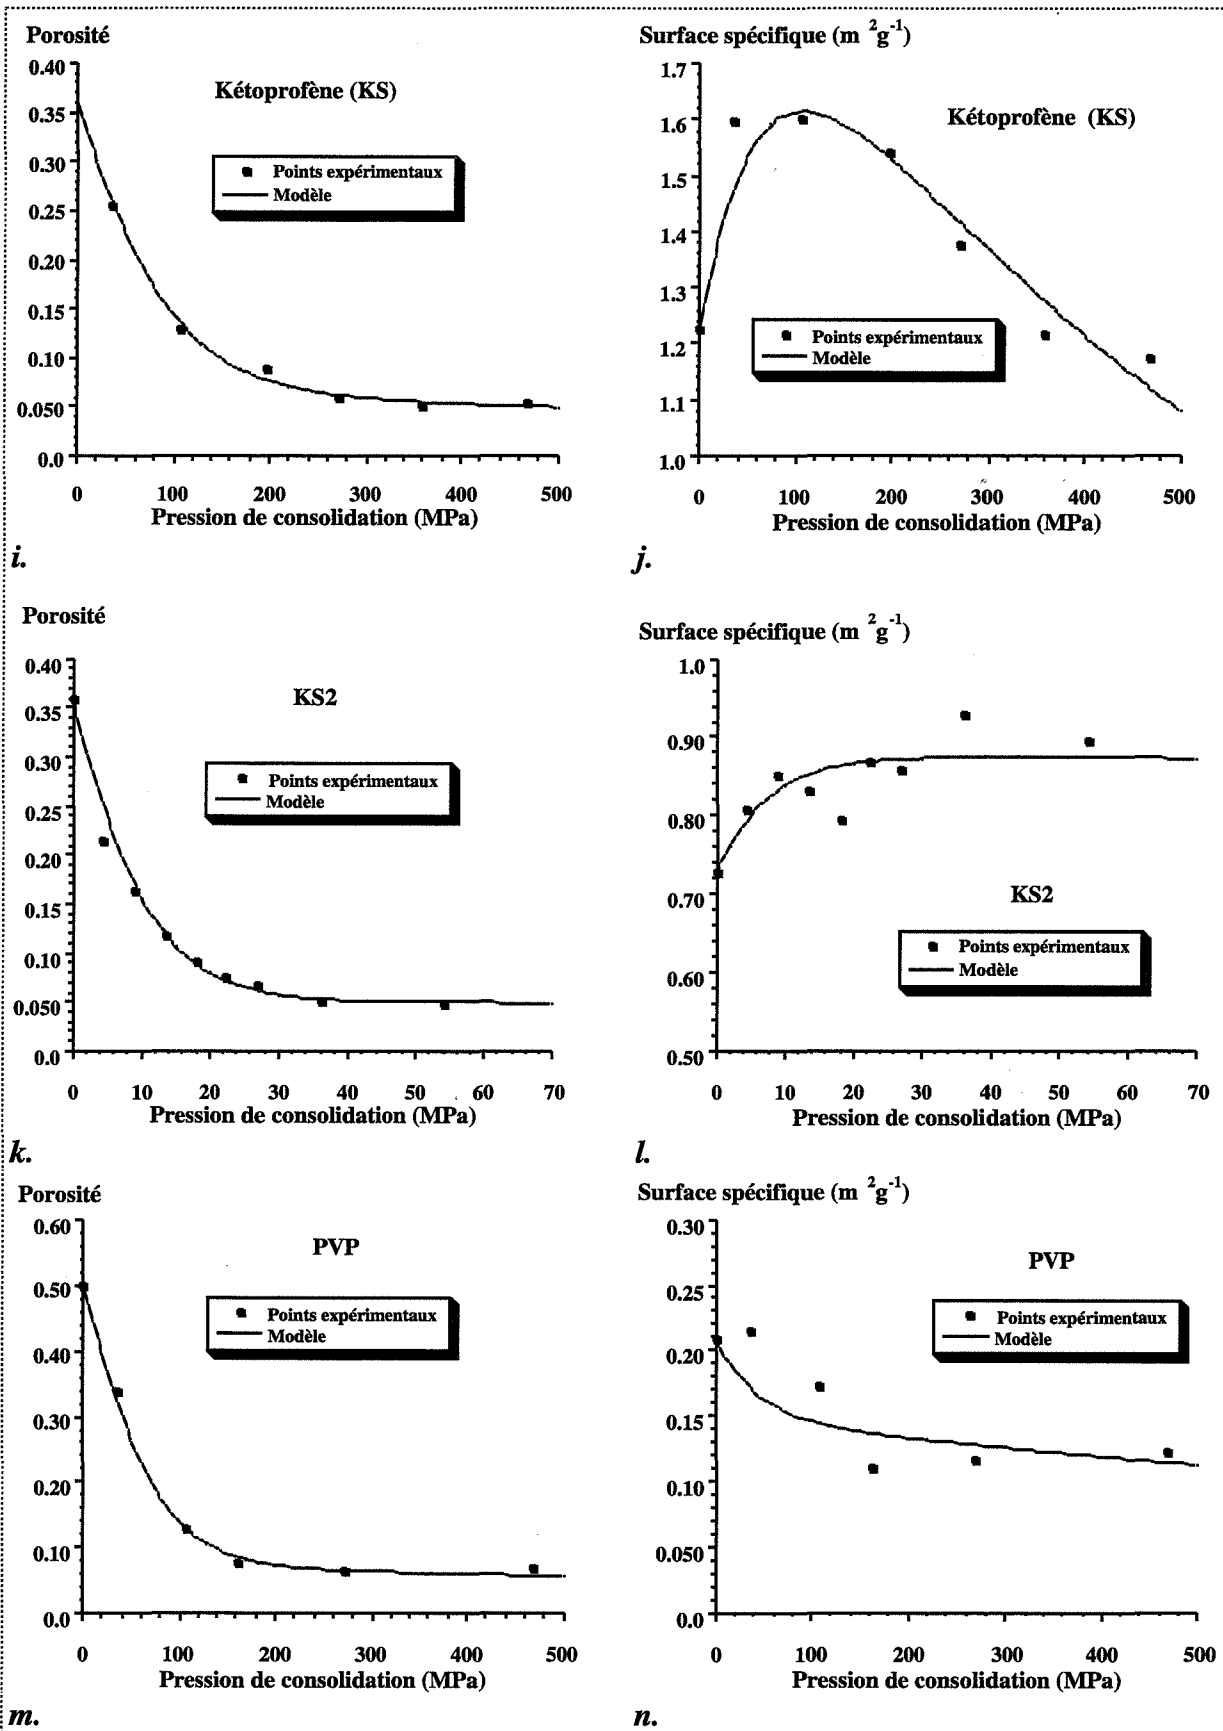 Porosité
0.40
0.35
0.30
0.25
0.20
0.15
0.10
0.050
0.0
Kétoprofène (KS)
Points expérimentaux
Modèle
0 100 200 300 400 500
Pression de consolidation (MPa)
i.
Surface spécifique (m 2g-1)
1.7
1.6
1.5
1.4
1.3
1.2
1.1
1.0
Kétoprofène (KS)
Points expérimentaux
Modèle
0 100 200 300 400 500
Pression de consolidation (MPa)
j.
Porosité
0.40
0.35
0.30
0.25
0.20
0.15
0.10
0.050
0.0
KS2
Points expérimentaux
Modèle
0 10 20 30 40 50 60 70
Pression de consolidation (MPa)
k.
Surface spécifique (m 2g-1)
1.0
0.90
0.80
0.70
0.60
0.50
KS2
Points expérimentaux
Modèle
0 10 20 30 40 50 60 70
Pression de consolidation (MPa)
l.
Porosité
0.60
0.50
0.40
0.30
0.20
0.10
0.0
PVP
Points expérimentaux
Modèle
0 100 200 300 400 500
Pression de consolidation (MPa)
m.
Surface spécifique (m 2g-1)
0.30
0.25
0.20
0.15
0.10
0.050
0.0
PVP
Points expérimentaux
Modèle
0 100 200 300 400 500
Pression de consolidation (MPa)
n.